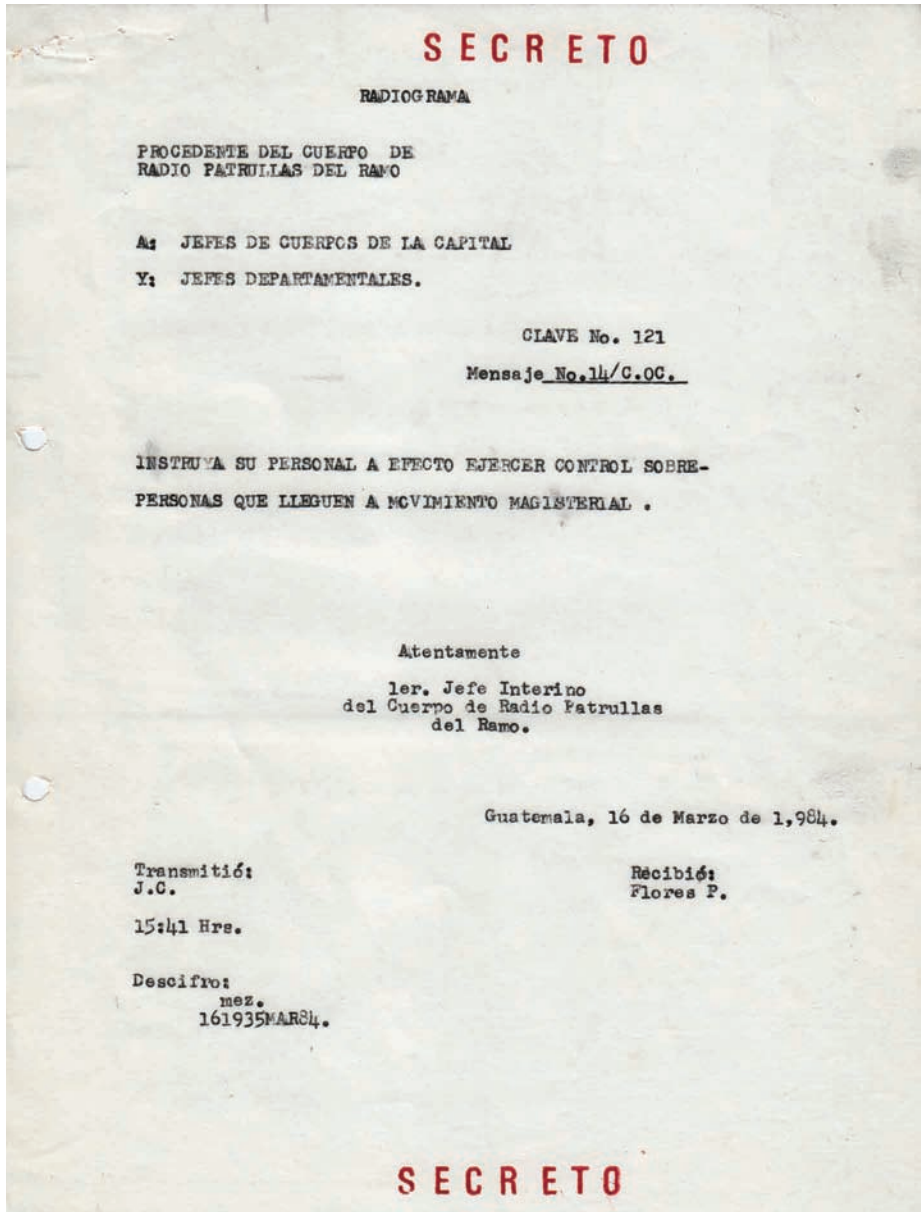 SECRETO
RADIOGRAMA
PROCEDENTE DEL CUERPO DE
RADIO PATRULLAS DEL RAMO
A: JEFES DE CUERPOS DE LA CAPITAL
Y: JEFES DEPARTAMENTALES.
CLAVE No. 121
Mensaje No.14/C.OC.
INSTRUYA SU PERSONAL A EFECTO EJERCER CONTROL SOBRE-
PERSONAS QUE LLEGUEN A MOVIMIENTO MAGISTERIAL .
Atentamente
1er. Jefe Interino
del Cuerpo de Radio Patrullas
del Ramo.
Guatemala, 16 de Marzo de 1,984.
Transmitió:
J.C.
Recibió:
Flores P.
15:41 Hrs.
Descifro:
mez.
161935MAR84.
SECRETO